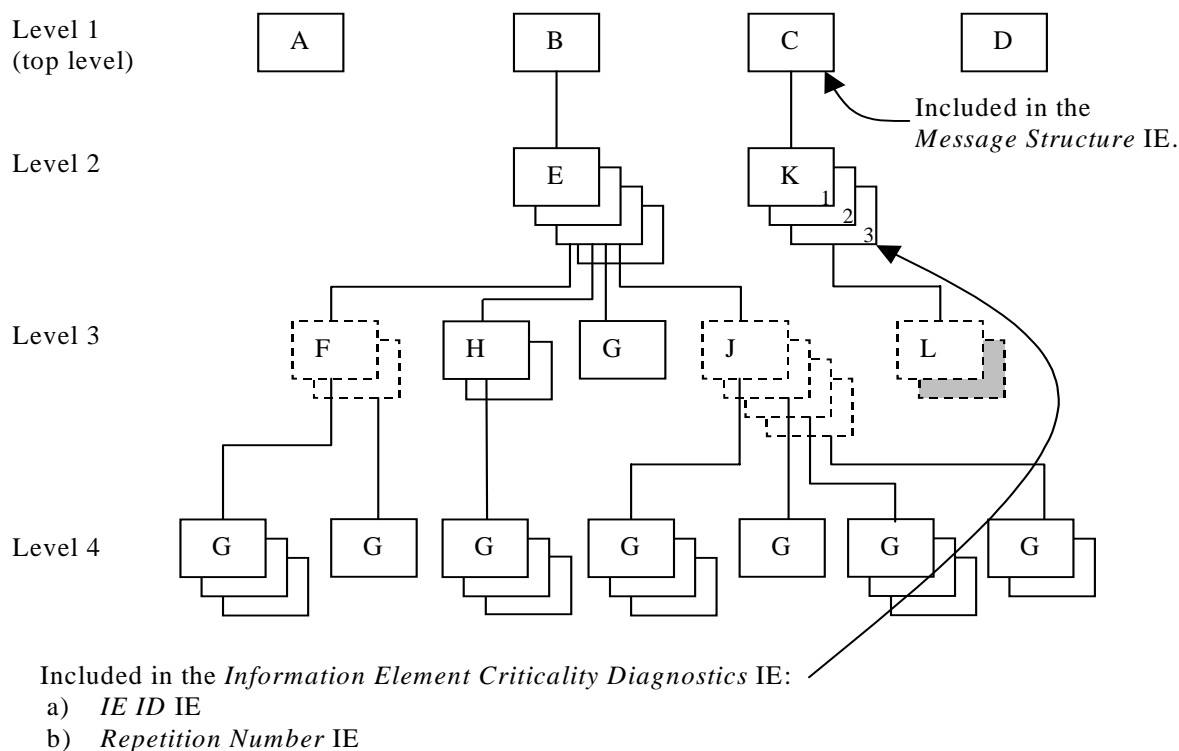 Level 1
(top level)
A
B
C
D
Included in the
Message Structure IE.
Level 2
E
K
1
2
3
Level 3
F
H
G
J
L
Level 4
G
G
G
G
G
G
G
Included in the Information Element Criticality Diagnostics IE:
a) IE ID IE
b) Repetition Number IE